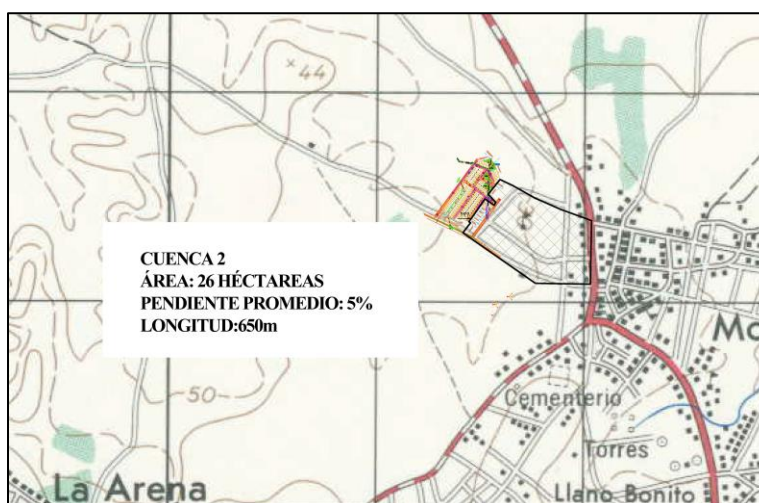 ×44
CUENCA 2
ÁREA: 26 HÉCTAREAS
PENDIENTE PROMEDIO: 5%
LONGITUD:650m
Mo
50
Cementerio
Torres
La Arena
Llano Bonito